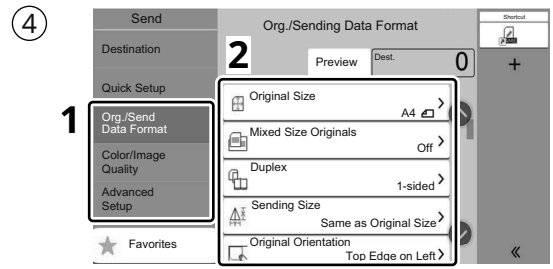 4
Send
Destination
Quick Setup
1
Org./Send
Data Format
Color/Image
Quality
Advanced
Setup
Favorites
Org./Sending Data Format
2
Preview
Dest.
0
Original Size
A4
Mixed Size Originals
Off
Duplex
1-sided
Sending Size
Same as Original Size
Original Orientation
Top Edge on Left
Shortcut
+